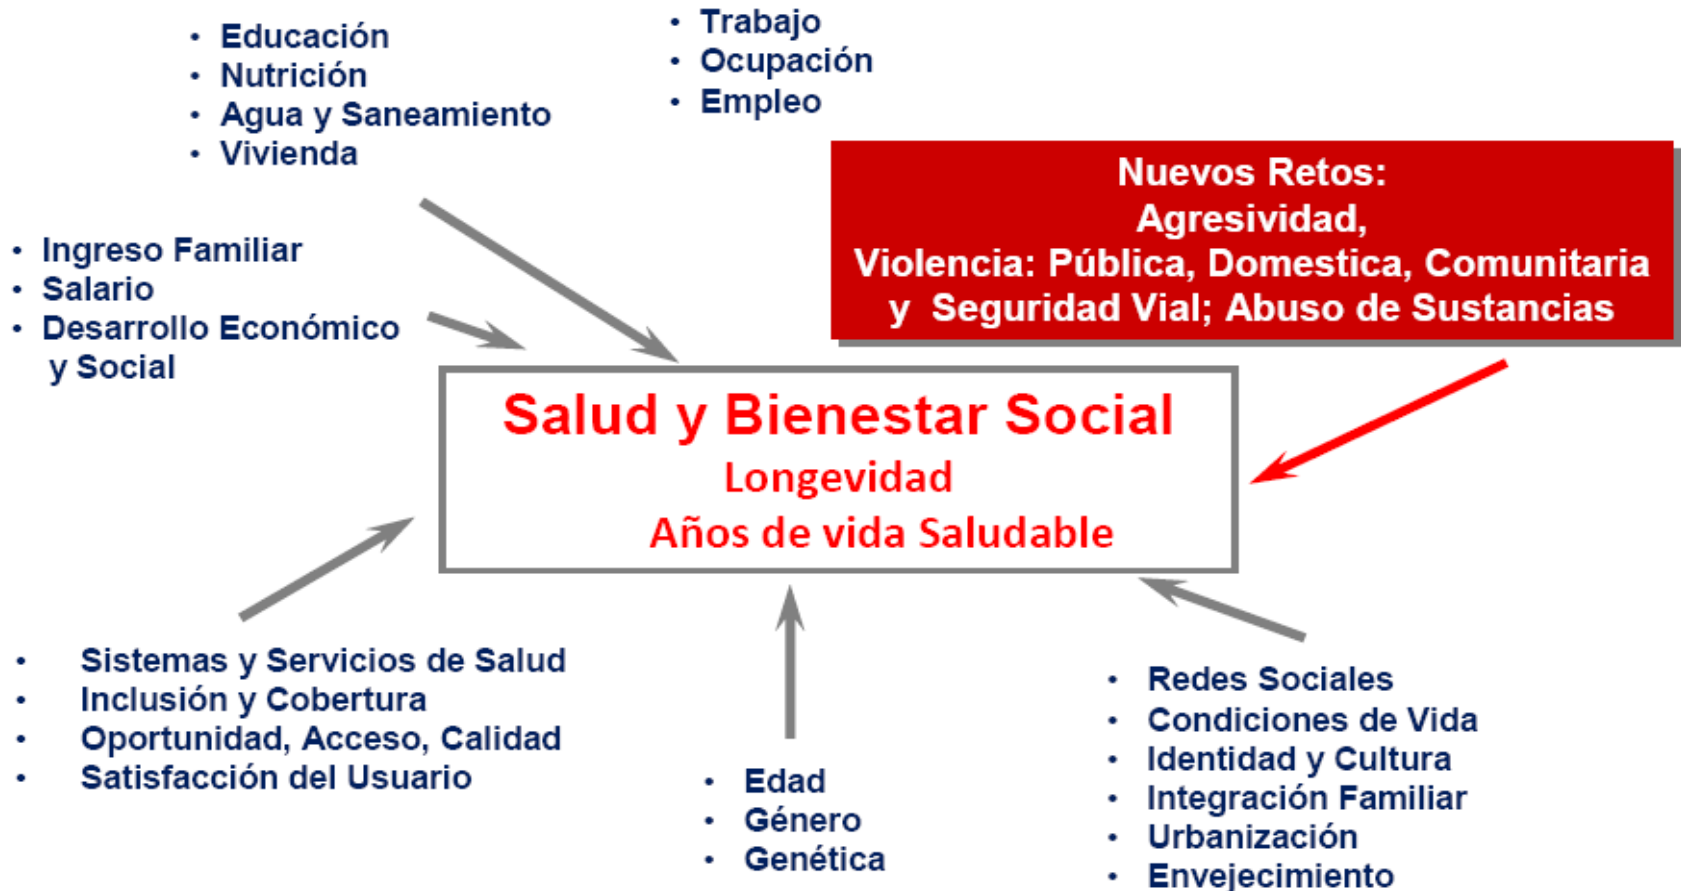 • Educación
• Nutrición
• Agua y Saneamiento
• Vivienda
• Trabajo
• Ocupación
• Empleo
Nuevos Retos:
Agresividad,
Violencia: Pública, Domestica, Comunitaria
y Seguridad Vial; Abuso de Sustancias
• Ingreso Familiar
• Salario
• Desarrollo Económico
y Social
Salud y Bienestar Social
Longevidad
Años de vida Saludable
• Sistemas y Servicios de Salud
• Inclusión y Cobertura
• Oportunidad, Acceso, Calidad
• Satisfacción del Usuario
• Edad
• Género
• Genética
• Redes Sociales
• Condiciones de Vida
• Identidad y Cultura
• Integración Familiar
• Urbanización
• Envejecimiento